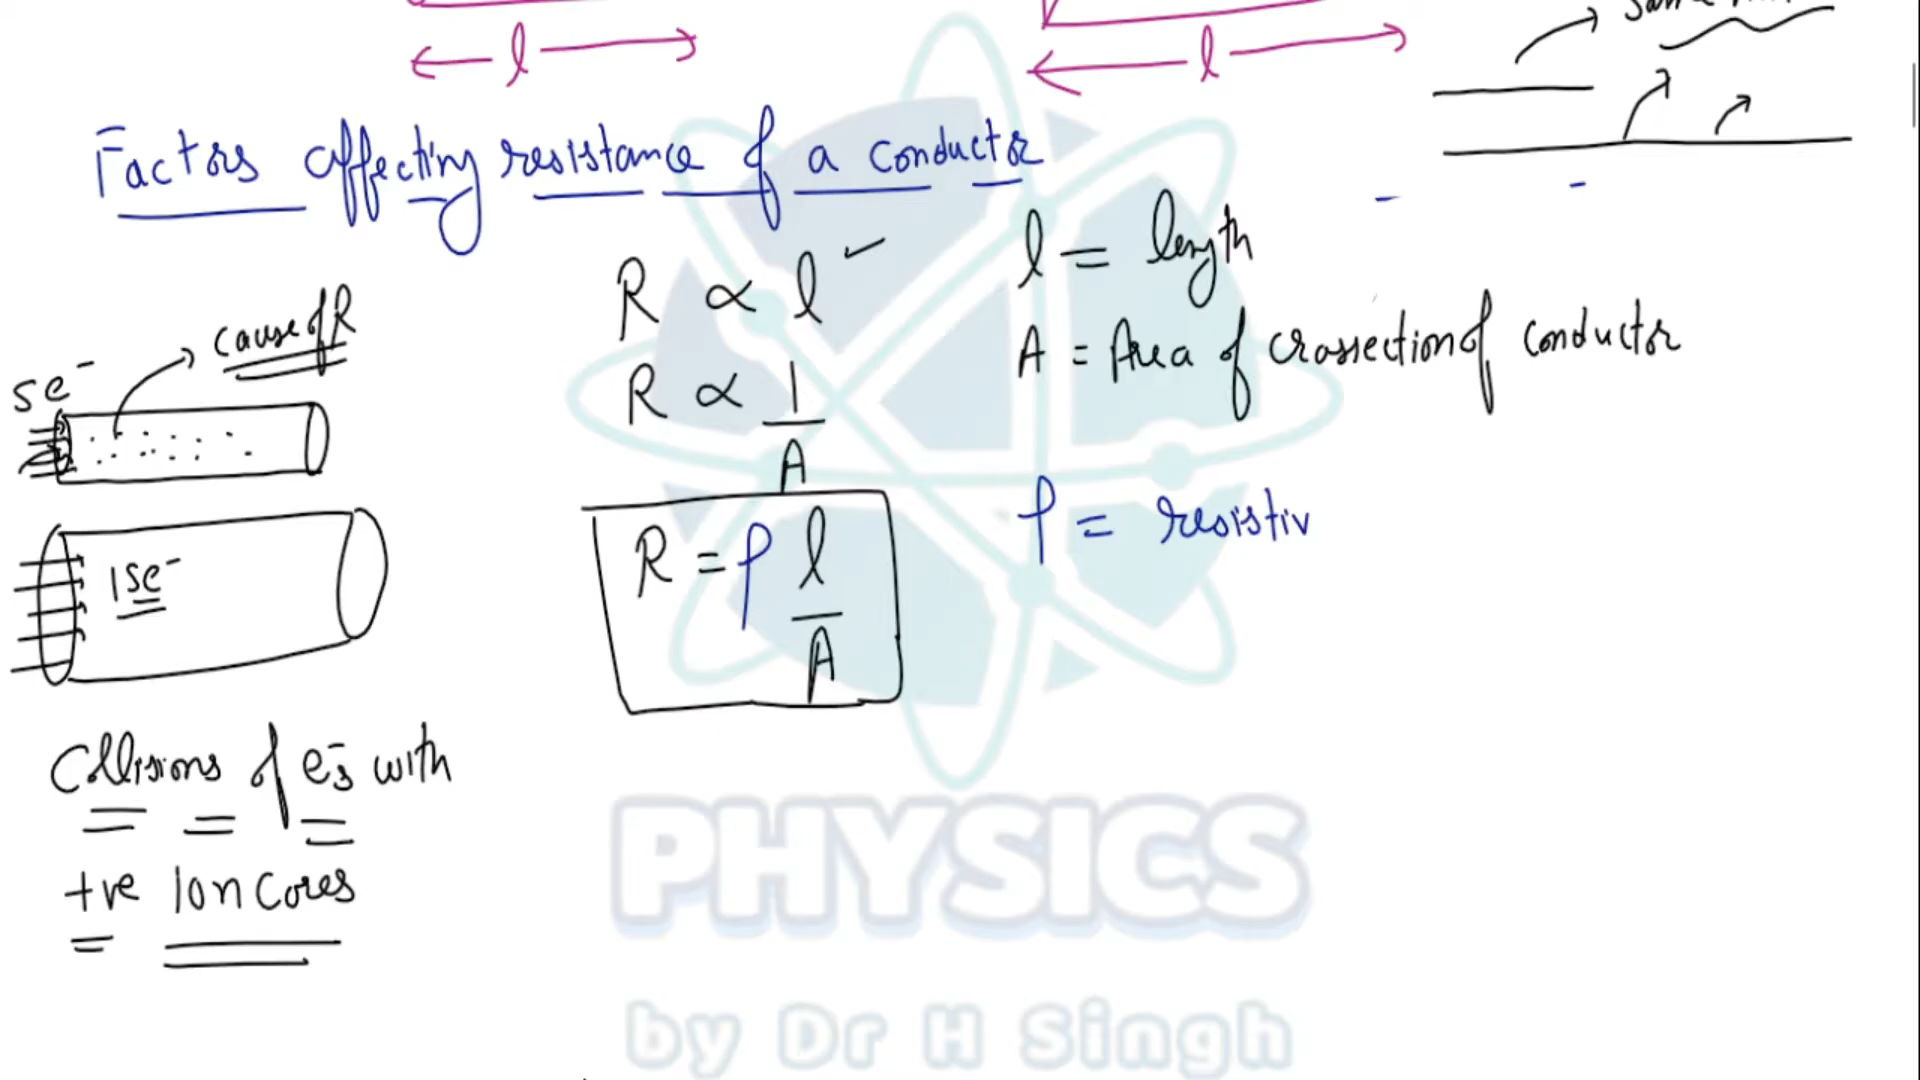 l
l
Factors affecting resistance of a conductor
R ∝ l
l = length
cause of R
A = Area of crossection of conductor
5e⁻
R ∝ 1/A
ρ = resistiv
R = ρ l/A
15e⁻
Collisions of e⁻s with
+ve Ion Cores
PHYSICS
by Dr H Singh